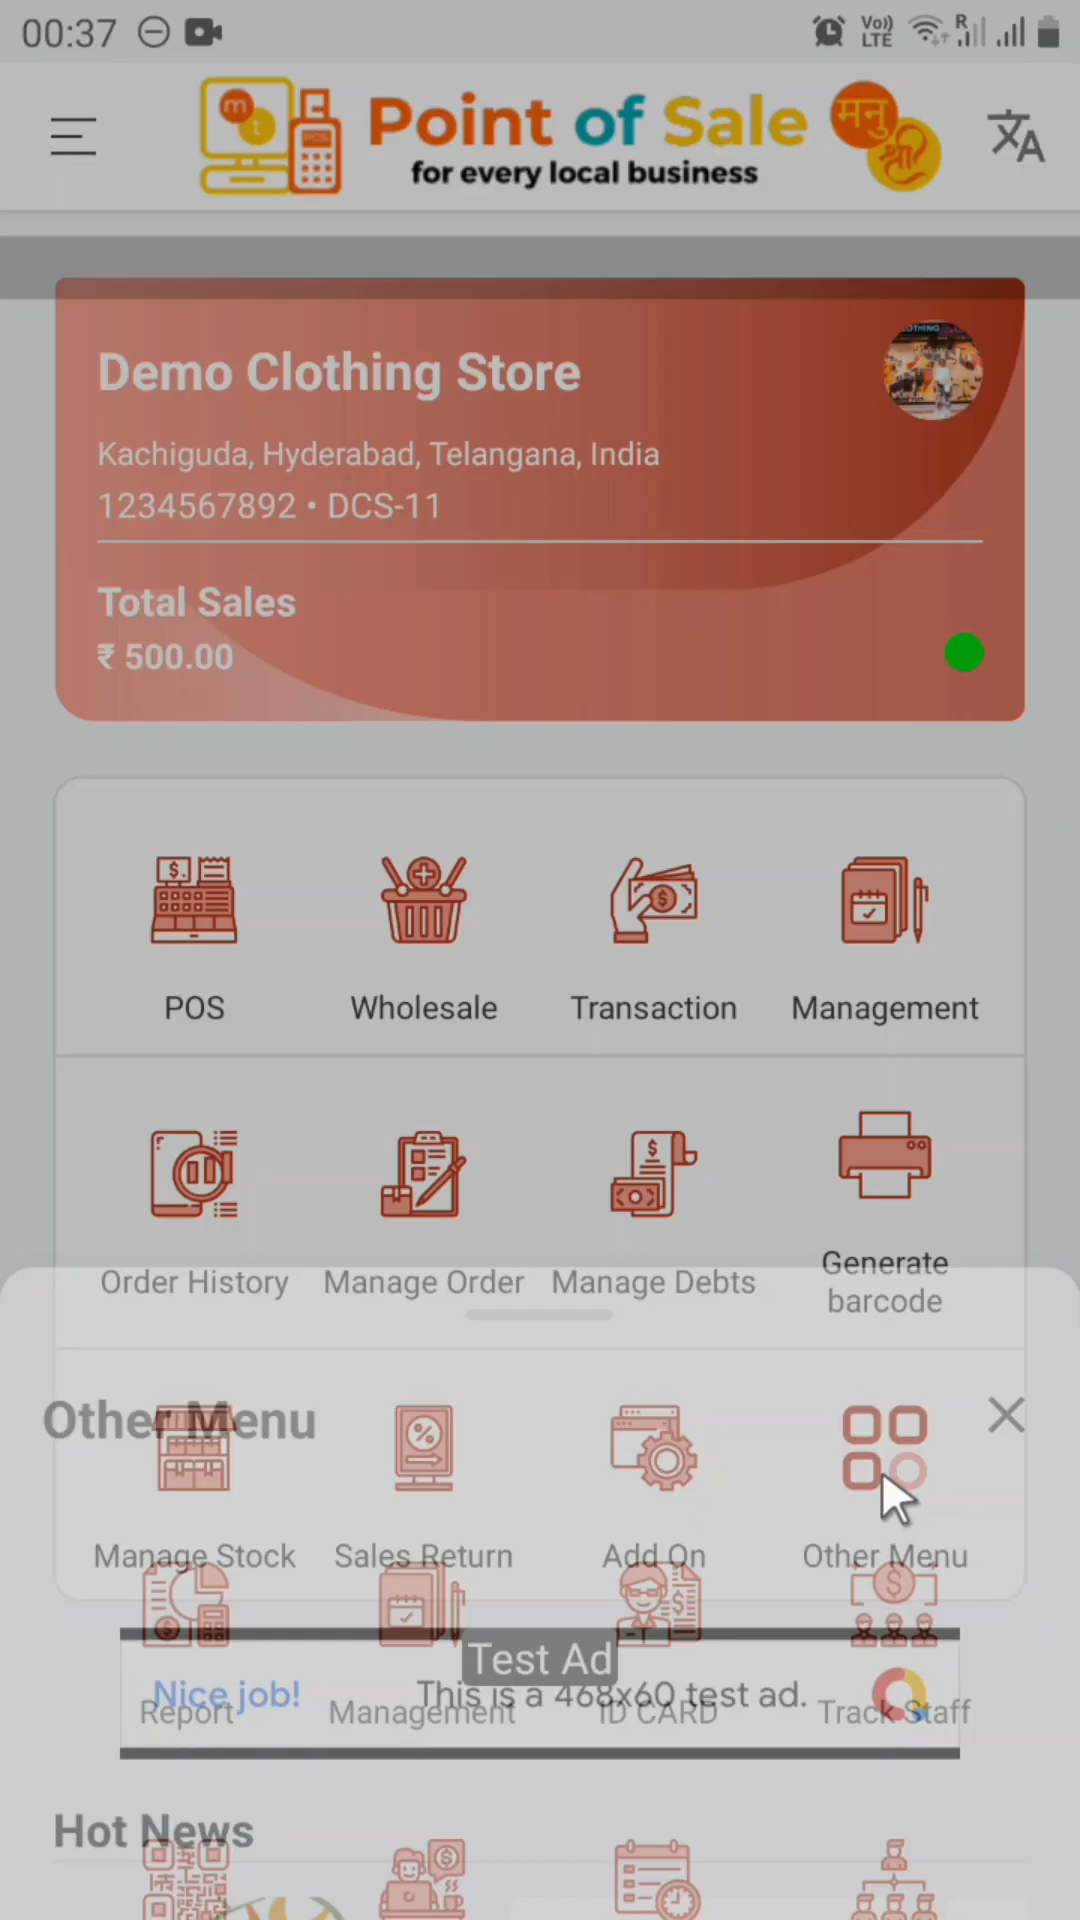 00:37
Vo))
LTE
R
m
t
POS
Point of Sale
for every local business
मनु
श्री
Demo Clothing Store
Kachiguda, Hyderabad, Telangana, India
1234567892 • DCS-11
Total Sales
₹ 500.00
POS
Wholesale
Transaction
Management
Order History
Manage Order
Manage Debts
Generate
barcode
Other Menu
Manage Stock
Sales Return
Add On
Other Menu
Test Ad
Nice job!
This is a 468x60 test ad.
Report
Management
ID CARD
Track Staff
Hot News